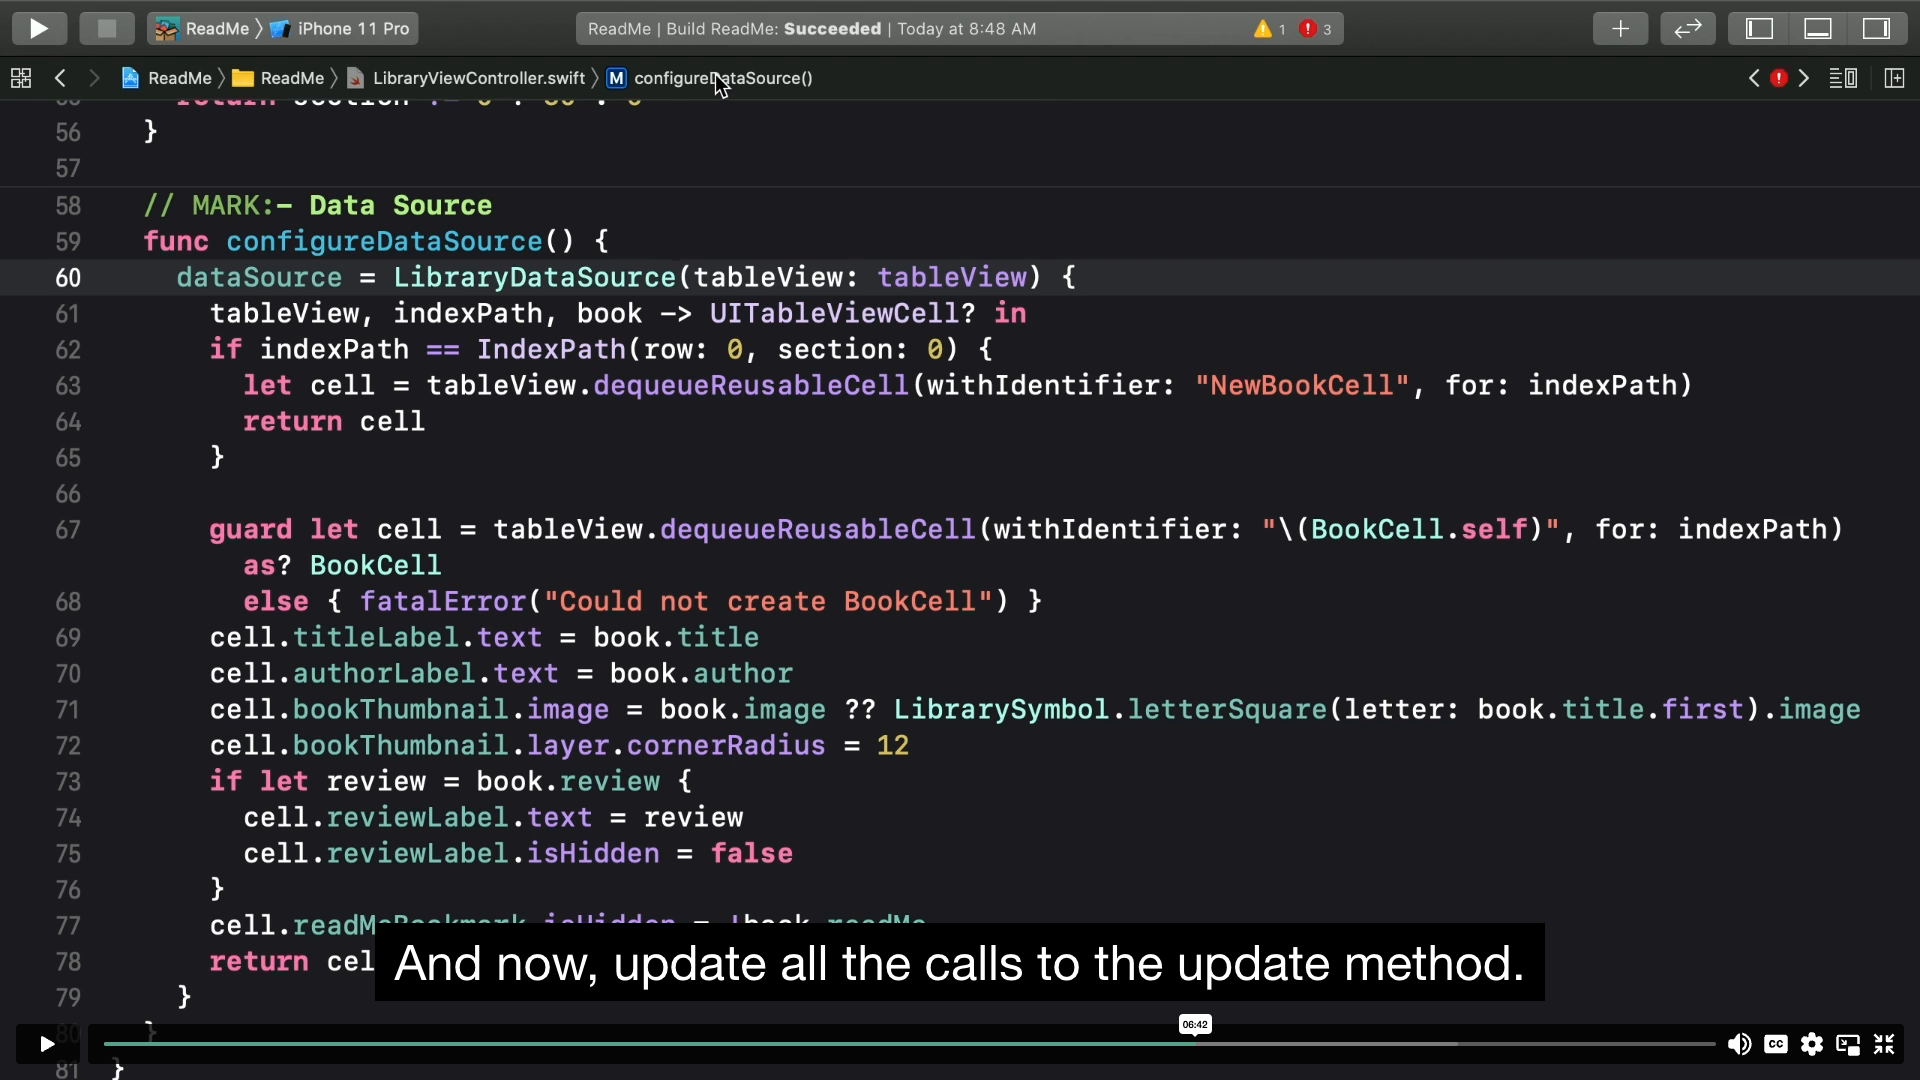 ReadMe 〉 iPhone 11 Pro
ReadMe | Build ReadMe: Succeeded | Today at 8:48 AM
1
3
ReadMe 〉 ReadMe 〉 LibraryViewController.swift 〉 M configureDataSource()
56 }
57
58 // MARK:- Data Source
59 func configureDataSource() {
60 dataSource = LibraryDataSource(tableView: tableView) {
61 tableView, indexPath, book -> UITableViewCell? in
62 if indexPath == IndexPath(row: 0, section: 0) {
63 let cell = tableView.dequeueReusableCell(withIdentifier: "NewBookCell", for: indexPath)
64 return cell
65 }
66
67 guard let cell = tableView.dequeueReusableCell(withIdentifier: "\(BookCell.self)", for: indexPath)
as? BookCell
68 else { fatalError("Could not create BookCell") }
69 cell.titleLabel.text = book.title
70 cell.authorLabel.text = book.author
71 cell.bookThumbnail.image = book.image ?? LibrarySymbol.letterSquare(letter: book.title.first).image
72 cell.bookThumbnail.layer.cornerRadius = 12
73 if let review = book.review {
74 cell.reviewLabel.text = review
75 cell.reviewLabel.isHidden = false
76 }
77 cell.readMeBookmark.isHidden = !book.readMe
78 return cel
And now, update all the calls to the update method.
79 }
80 }
06:42
CC
81 }